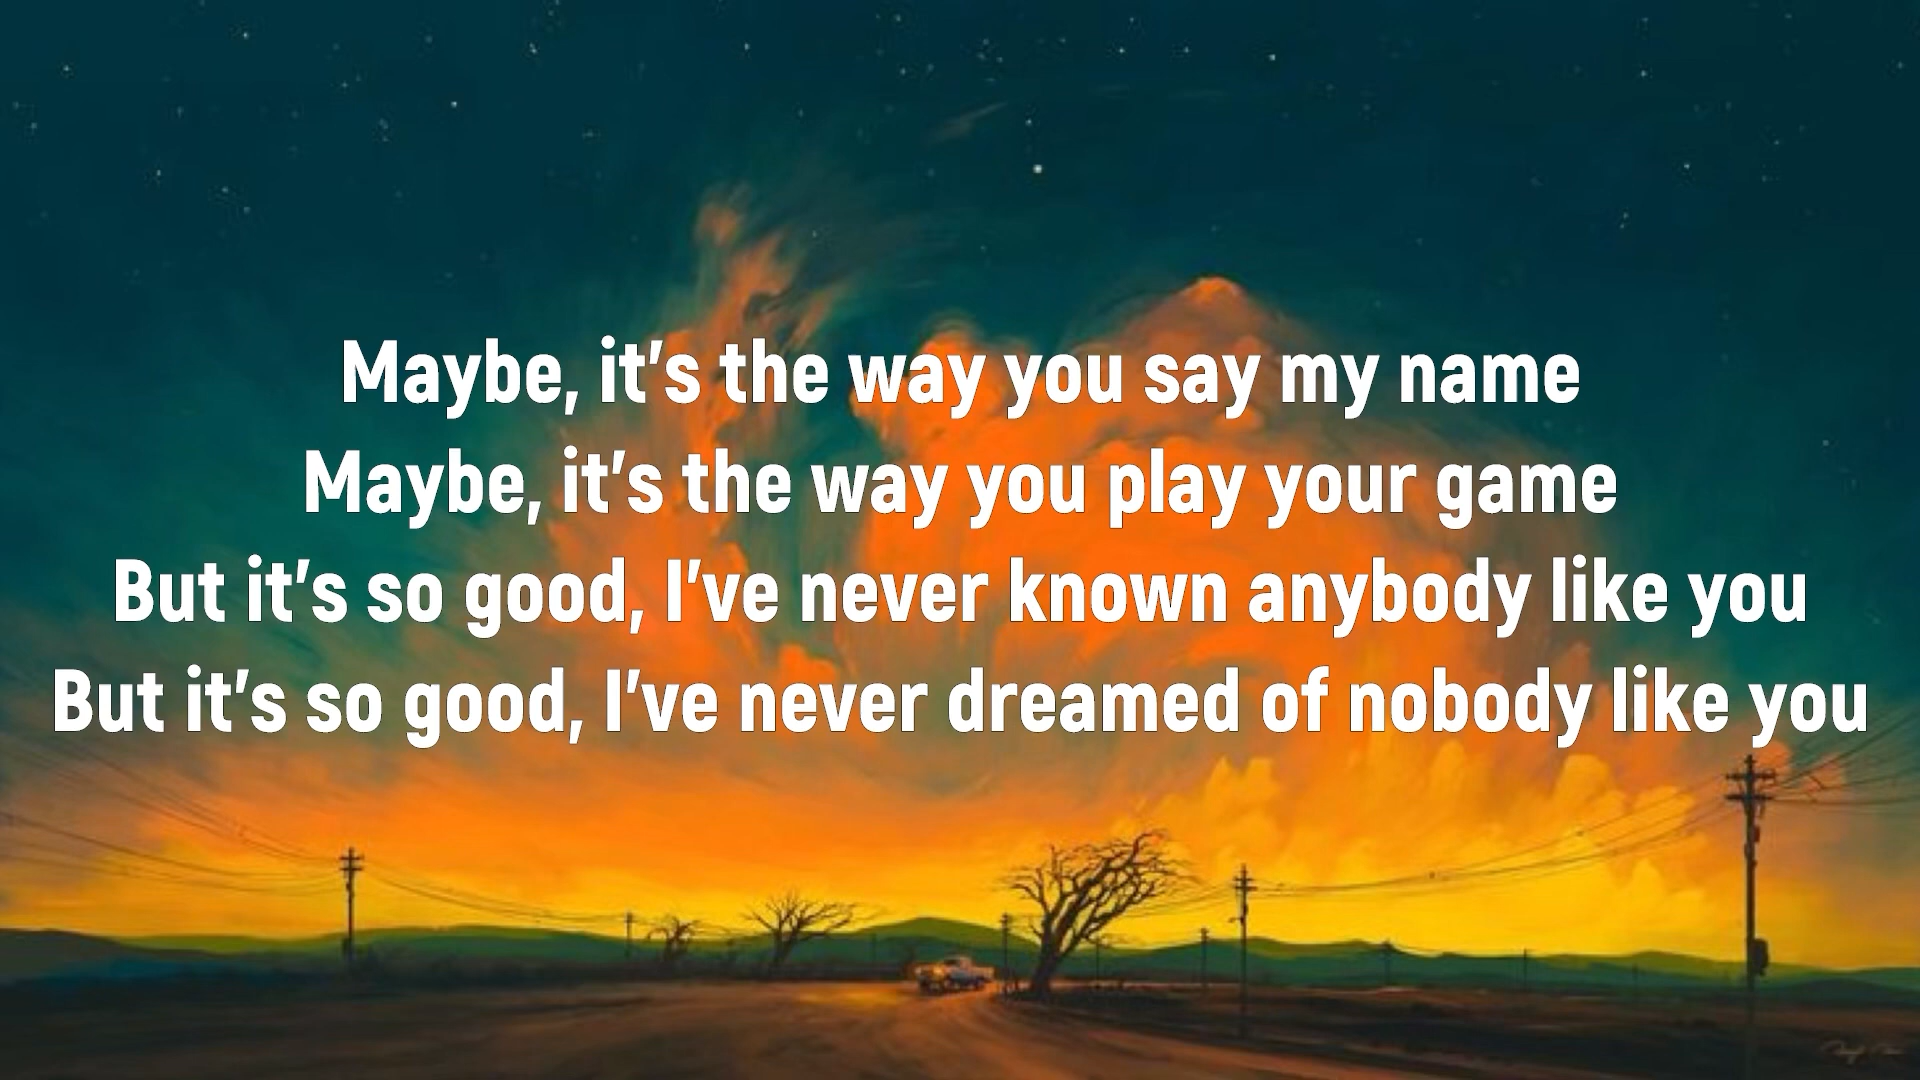 Maybe, it's the way you say my name
Maybe, it's the way you play your game
But it's so good, I've never known anybody like you
But it's so good, I've never dreamed of nobody like you